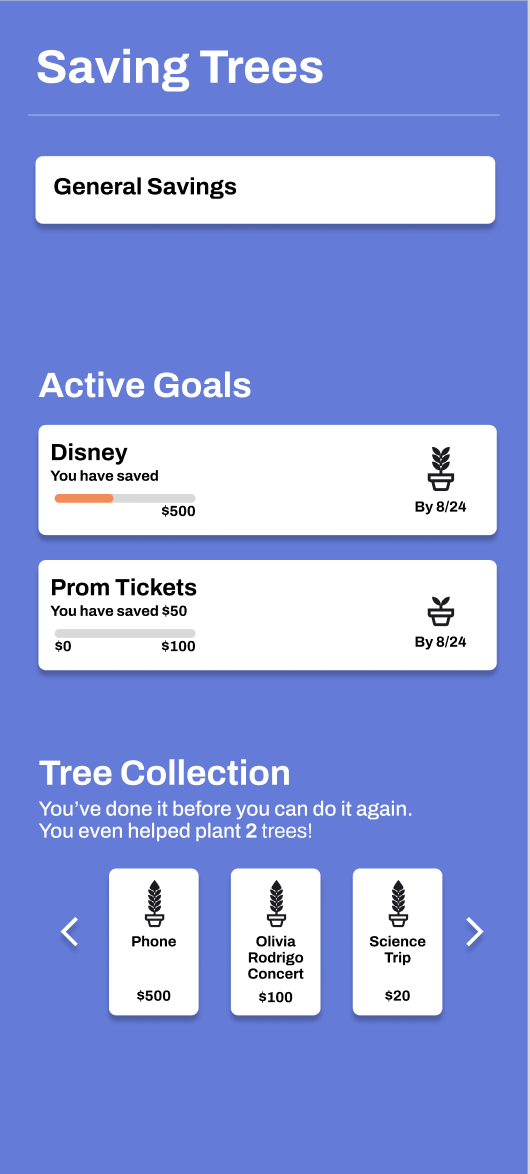 Saving Trees
General Savings
Active Goals
Disney
You have saved
$500
By 8/24
Prom Tickets
You have saved $50
$0 $100
By 8/24
Tree Collection
You’ve done it before you can do it again.
You even helped plant 2 trees!
Phone
$500
Olivia
Rodrigo
Concert
$100
Science
Trip
$20